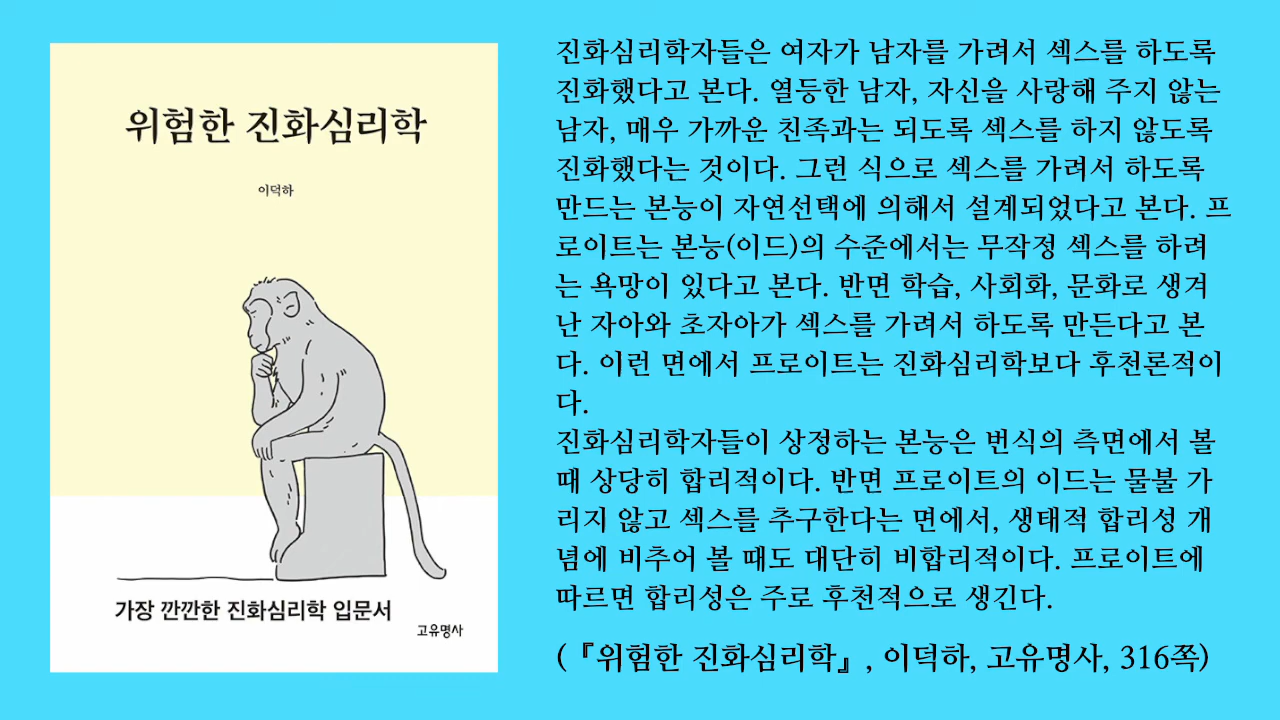 위험한 진화심리학
이덕하
가장 깐깐한 진화심리학 입문서
고유명사
진화심리학자들은 여자가 남자를 가려서 섹스를 하도록
진화했다고 본다. 열등한 남자, 자신을 사랑해 주지 않는
남자, 매우 가까운 친족과는 되도록 섹스를 하지 않도록
진화했다는 것이다. 그런 식으로 섹스를 가려서 하도록
만드는 본능이 자연선택에 의해서 설계되었다고 본다. 프
로이트는 본능(이드)의 수준에서는 무작정 섹스를 하려
는 욕망이 있다고 본다. 반면 학습, 사회화, 문화로 생겨
난 자아와 초자아가 섹스를 가려서 하도록 만든다고 본
다. 이런 면에서 프로이트는 진화심리학보다 후천론적이
다.
진화심리학자들이 상정하는 본능은 번식의 측면에서 볼
때 상당히 합리적이다. 반면 프로이트의 이드는 물불 가
리지 않고 섹스를 추구한다는 면에서, 생태적 합리성 개
념에 비추어 볼 때도 대단히 비합리적이다. 프로이트에
따르면 합리성은 주로 후천적으로 생긴다.
(『위험한 진화심리학』, 이덕하, 고유명사, 316쪽)